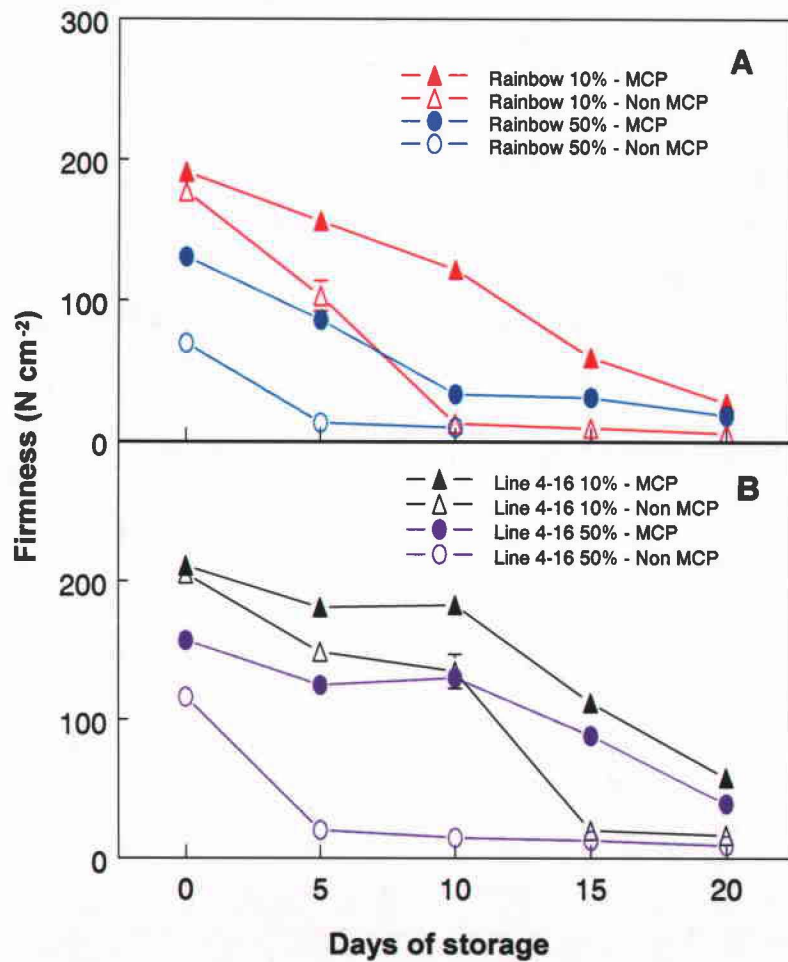 300
A
Rainbow 10% - MCP
Rainbow 10% - Non MCP
Rainbow 50% - MCP
Rainbow 50% - Non MCP
200
100
0
Firmness (N cm-2)
B
Line 4-16 10% - MCP
Line 4-16 10% - Non MCP
Line 4-16 50% - MCP
Line 4-16 50% - Non MCP
200
100
0
0 5 10 15 20
Days of storage